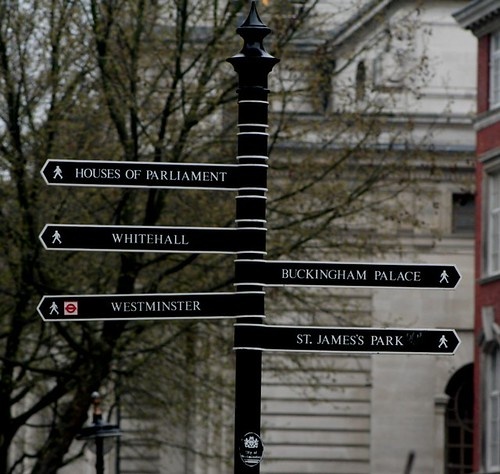 HOUSES OF PARLIAMENT
WHITEHALL
BUCKINGHAM PALACE
WESTMINSTER
ST. JAMES'S PARK